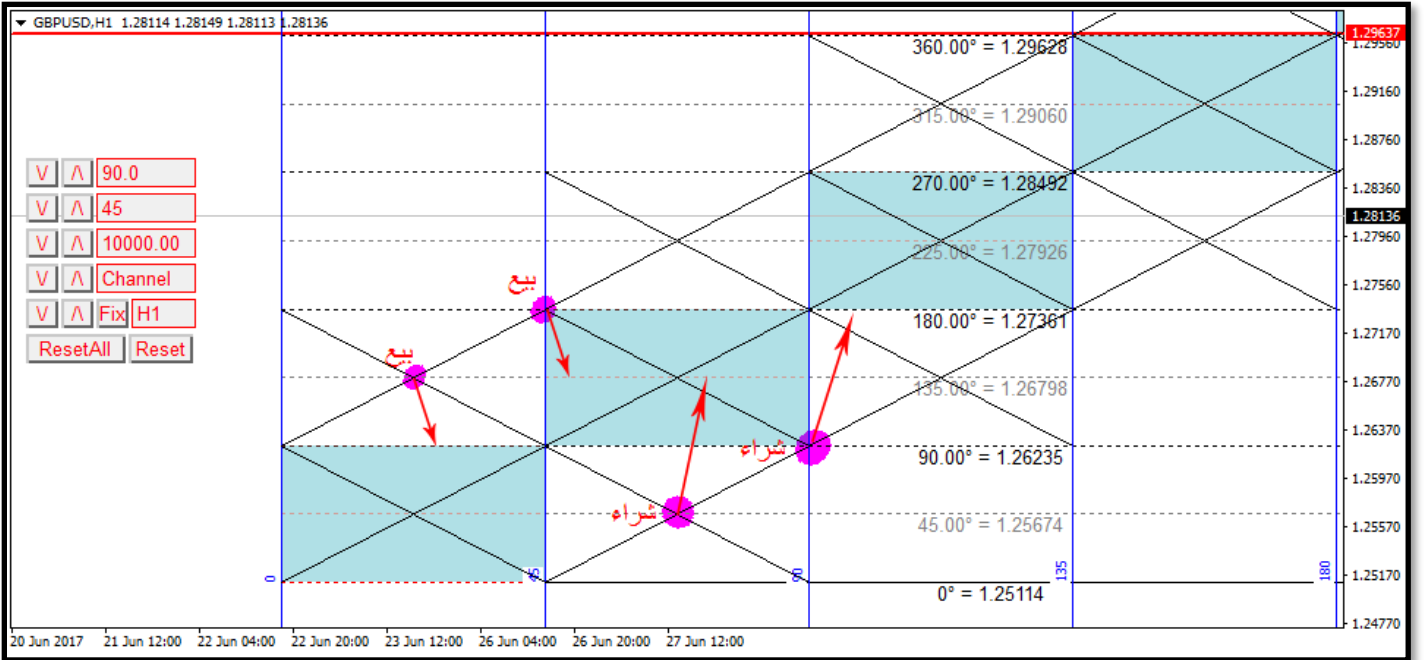 GBPUSD,H1 1.28114 1.28149 1.28113 1.28136
360.00° = 1.29628
315.00° = 1.29060
270.00° = 1.28492
225.00° = 1.27926
180.00° = 1.27361
135.00° = 1.26798
90.00° = 1.26235
45.00° = 1.25674
0° = 1.25114
1.29637
1.29560
1.29160
1.28760
1.28360
1.28136
1.27960
1.27560
1.27170
1.26770
1.26370
1.25970
1.25570
1.25170
1.24770
V Λ 90.0
V Λ 45
V Λ 10000.00
V Λ Channel
V Λ Fix H1
ResetAll Reset
بيع
بيع
شراء
شراء
0
45
90
135
180
20 Jun 2017 21 Jun 12:00 22 Jun 04:00 22 Jun 20:00 23 Jun 12:00 26 Jun 04:00 26 Jun 20:00 27 Jun 12:00